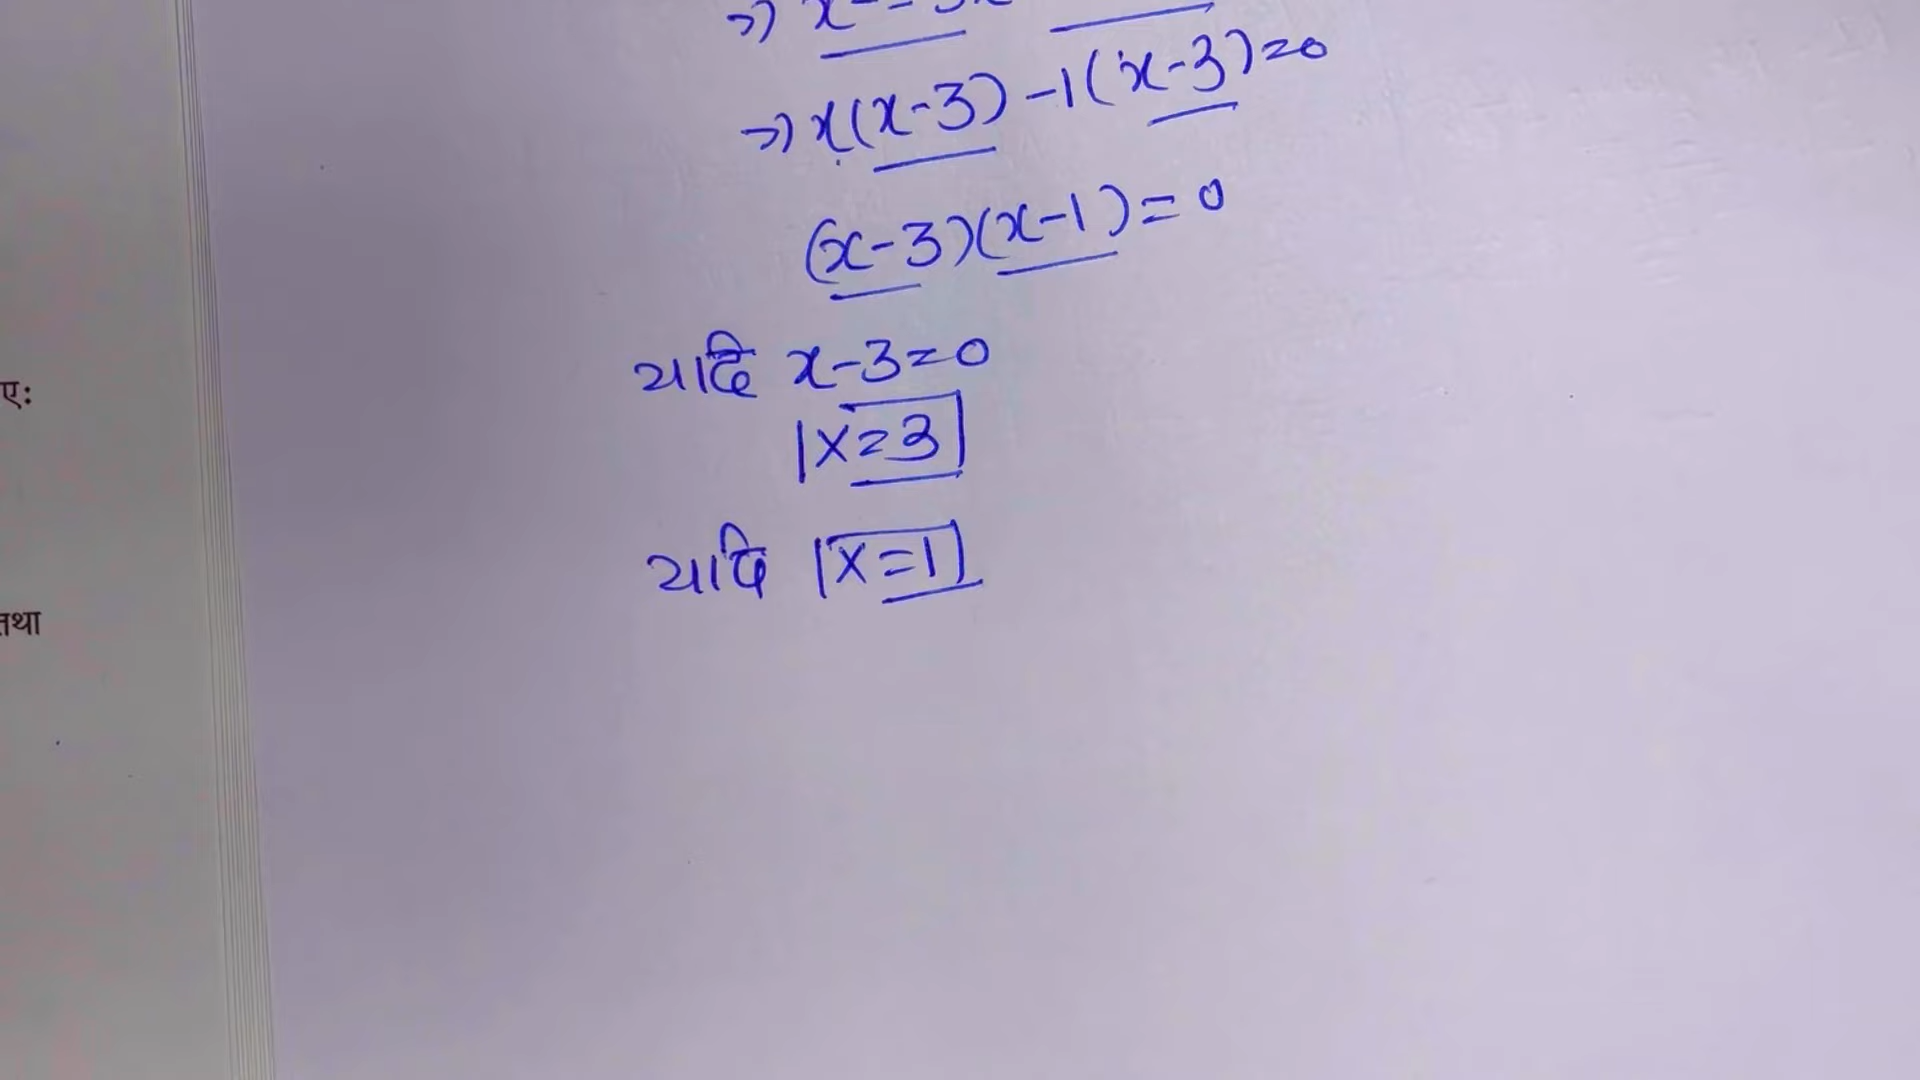 ⇒ x(x-3) -1(x-3)=0
(x-3)(x-1)=0
यदि x-3=0
x=3
यदि x=1
एः
तथा